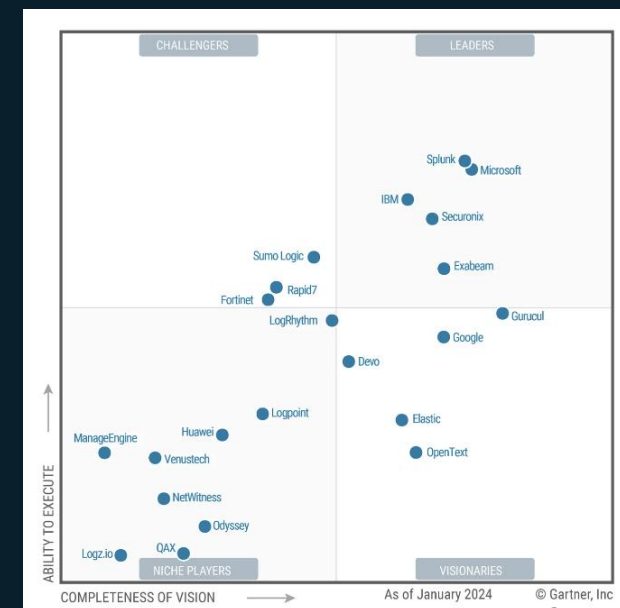 CHALLENGERS
LEADERS
Splunk
Microsoft
IBM
Securonix
Sumo Logic
Exabeam
Rapid7
Fortinet
LogRhythm
Gurucul
Google
Devo
Logpoint
Elastic
Huawei
ManageEngine
Venustech
OpenText
NetWitness
Odyssey
QAX
Logz.io
NICHE PLAYERS
VISIONARIES
ABILITY TO EXECUTE
COMPLETENESS OF VISION
As of January 2024
© Gartner, Inc